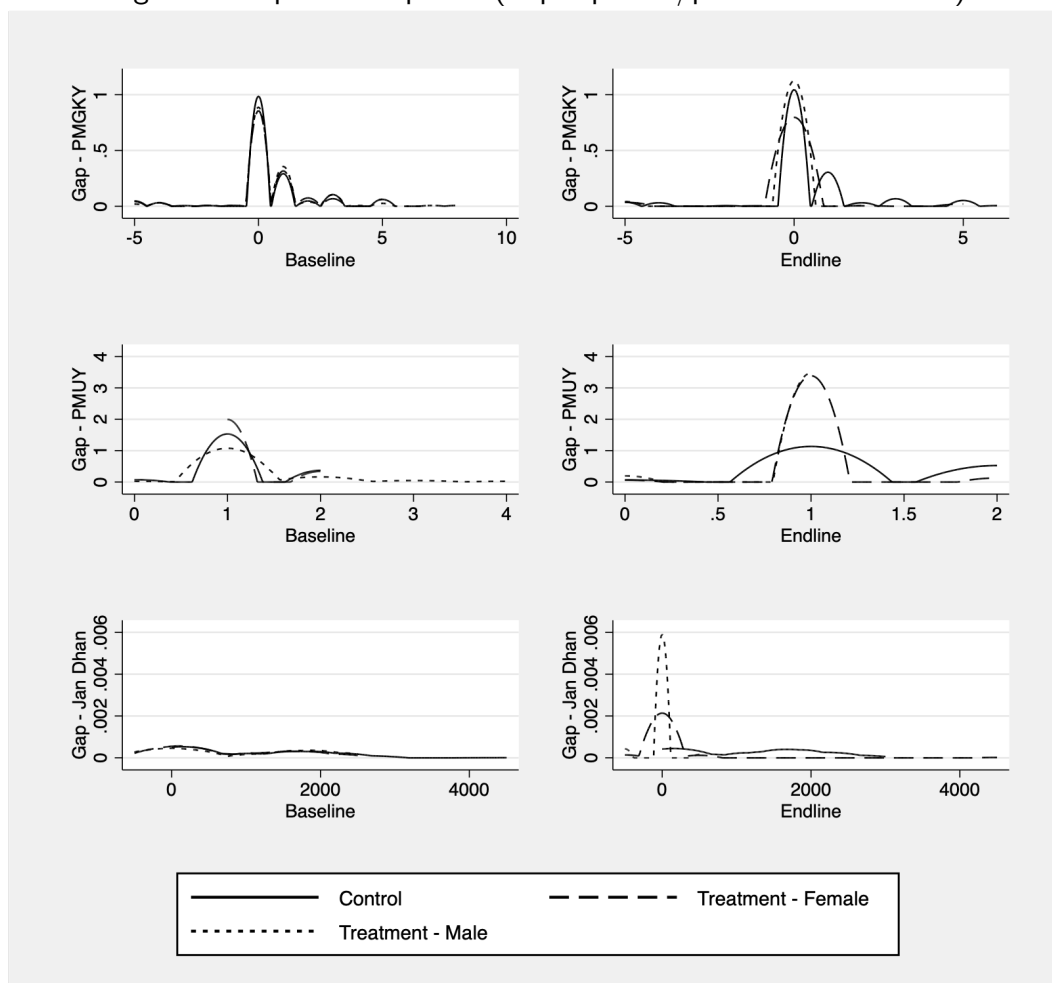 1
.5
0
Gap - PMGKY
-5 0 5 10
Baseline
1
.5
0
Gap - PMGKY
-5 0 5
Endline
4
3
2
1
0
Gap - PMUY
0 1 2 3 4
Baseline
4
3
2
1
0
Gap - PMUY
0 .5 1 1.5 2
Endline
.006
.004
.002
0
Gap - Jan Dhan
0 2000 4000
Baseline
.006
.004
.002
0
Gap - Jan Dhan
0 2000 4000
Endline
Control Treatment - Female
Treatment - Male